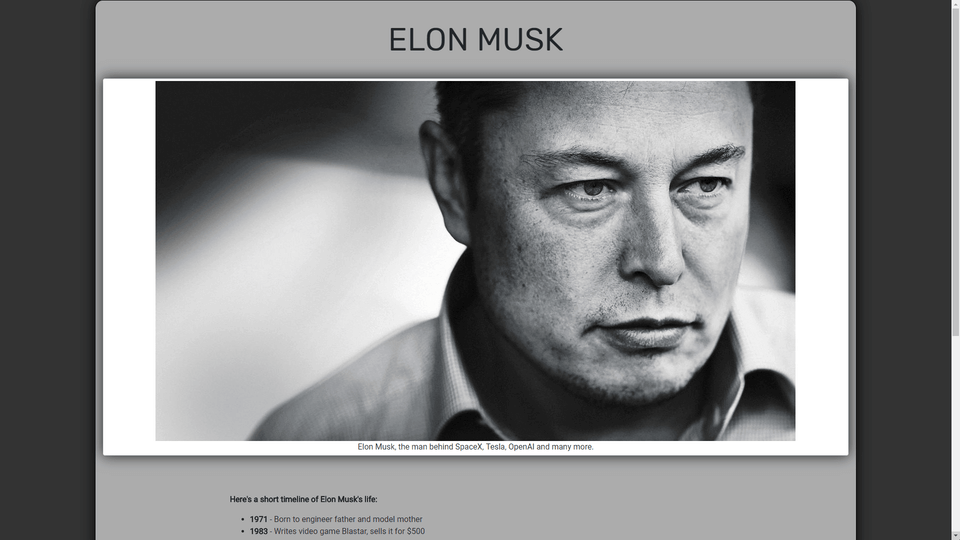 ELON MUSK
Elon Musk, the man behind SpaceX, Tesla, OpenAI and many more.
Here's a short timeline of Elon Musk's life:
• 1971 - Born to engineer father and model mother
• 1983 - Writes video game Blastar, sells it for $500